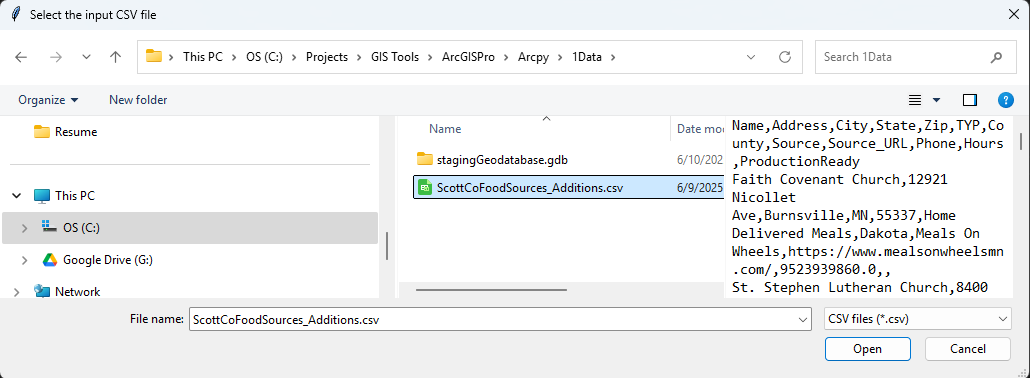 Select the input CSV file
This PC > OS (C:) > Projects > GIS Tools > ArcGISPro > Arcpy > 1Data >
Search 1Data
Organize
New folder
Resume
This PC
OS (C:)
Google Drive (G:)
Network
Name
Date mo
stagingGeodatabase.gdb
6/10/202
ScottCoFoodSources_Additions.csv
6/9/2025
Name,Address,City,State,Zip,TYP,Co
unty,Source,Source_URL,Phone,Hours
,ProductionReady
Faith Covenant Church,12921
Nicollet
Ave,Burnsville,MN,55337,Home
Delivered Meals,Dakota,Meals On
Wheels,https://www.mealsonwheelsmn
.com/,9523939860.0,,
St. Stephen Lutheran Church,8400
File name:
ScottCoFoodSources_Additions.csv
CSV files (*.csv)
Open
Cancel